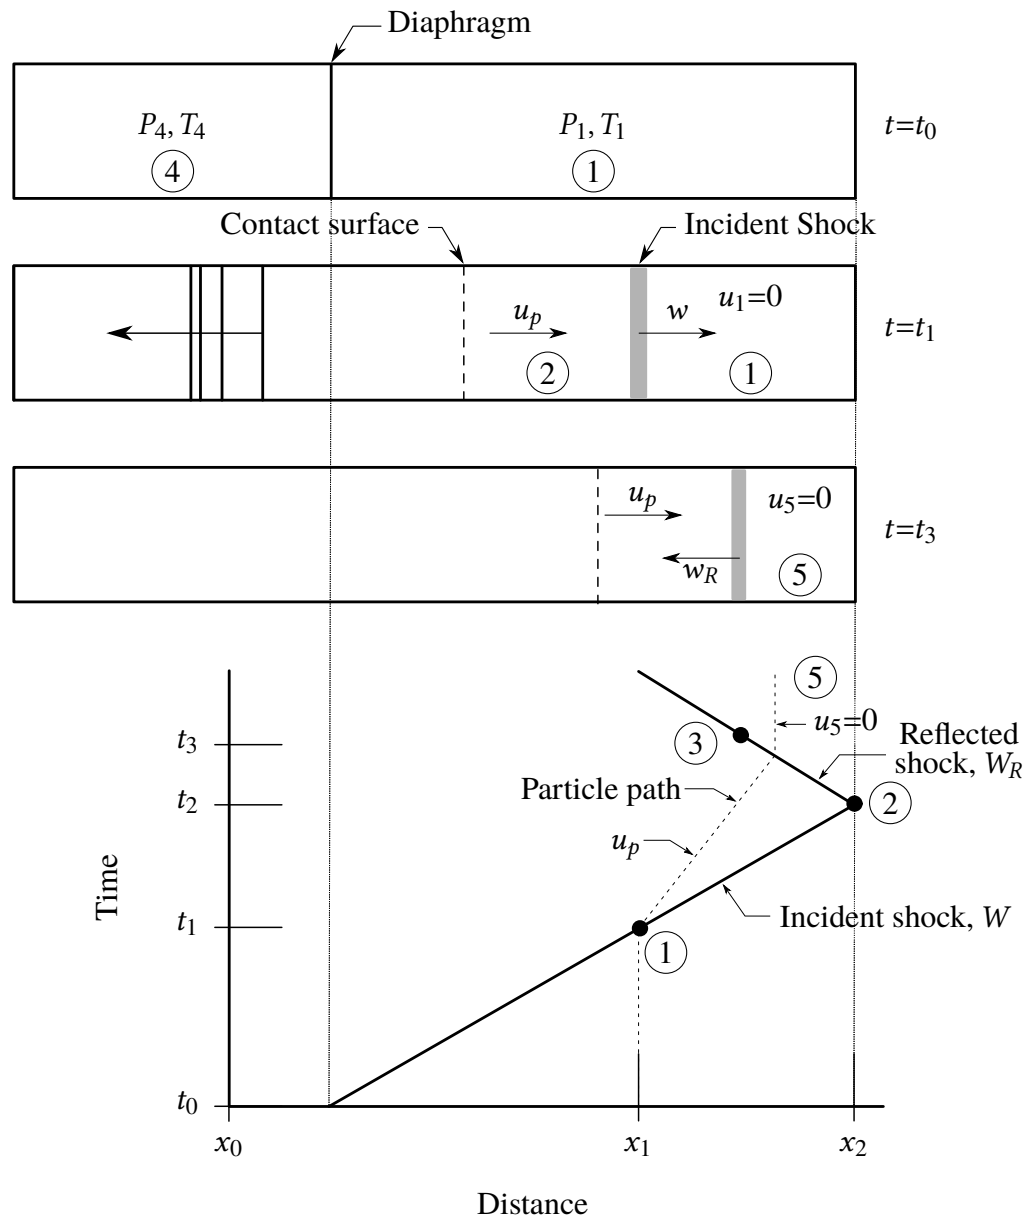 Diaphragm
P₄, T₄
④
P₁, T₁
①
t=t₀
Contact surface
Incident Shock
uₚ
②
w
u₁=0
①
t=t₁
uₚ
w_R
u₅=0
⑤
t=t₃
⑤
u₅=0
t₃
③
Reflected
shock, W_R
Particle path
t₂
②
uₚ
Time
t₁
Incident shock, W
①
t₀
x₀
x₁
x₂
Distance